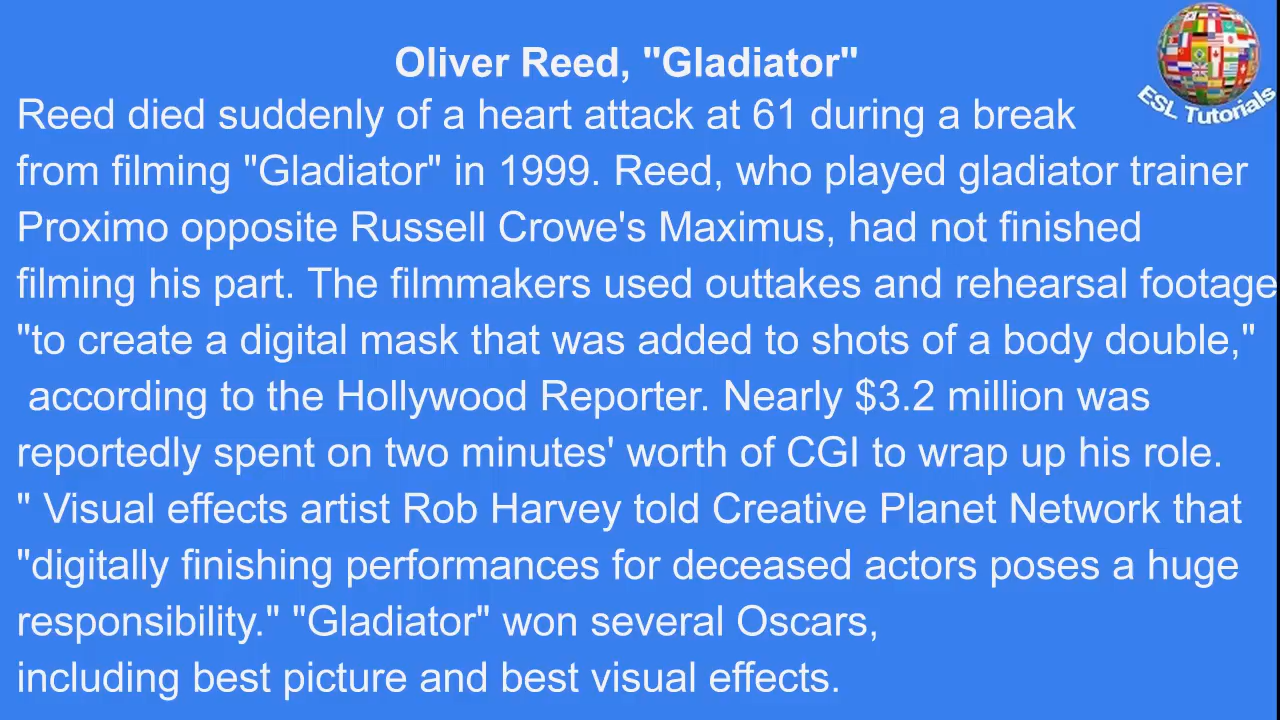 Oliver Reed, "Gladiator"
Reed died suddenly of a heart attack at 61 during a break
from filming "Gladiator" in 1999. Reed, who played gladiator trainer
Proximo opposite Russell Crowe's Maximus, had not finished
filming his part. The filmmakers used outtakes and rehearsal footage
"to create a digital mask that was added to shots of a body double,"
according to the Hollywood Reporter. Nearly $3.2 million was
reportedly spent on two minutes' worth of CGI to wrap up his role.
" Visual effects artist Rob Harvey told Creative Planet Network that
"digitally finishing performances for deceased actors poses a huge
responsibility." "Gladiator" won several Oscars,
including best picture and best visual effects.
ESL Tutorials